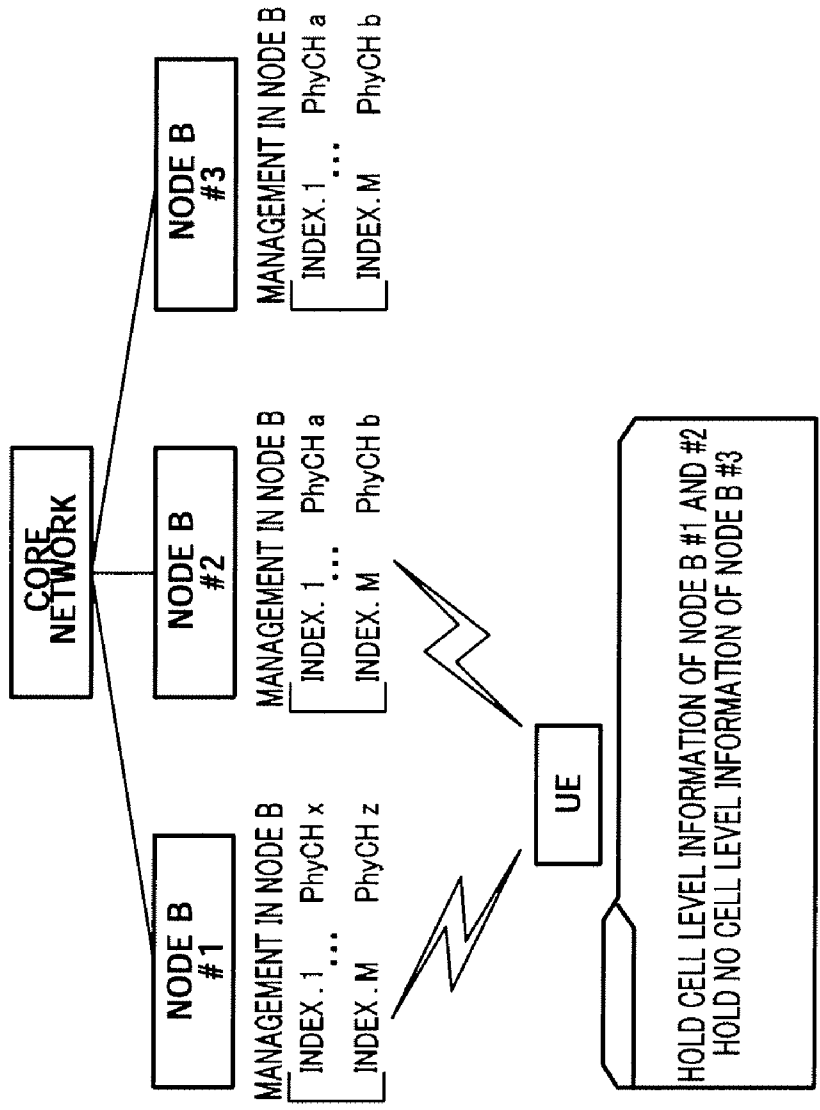 CORE
NETWORK
NODE B
#1
NODE B
#2
NODE B
#3
MANAGEMENT IN NODE B
INDEX . 1 PhyCH x
...
INDEX . M PhyCH z
MANAGEMENT IN NODE B
INDEX. 1 PhyCH a
...
INDEX. M PhyCH b
MANAGEMENT IN NODE B
INDEX. 1 PhyCH a
...
INDEX. M PhyCH b
UE
HOLD CELL LEVEL INFORMATION OF NODE B #1 AND #2
HOLD NO CELL LEVEL INFORMATION OF NODE B #3